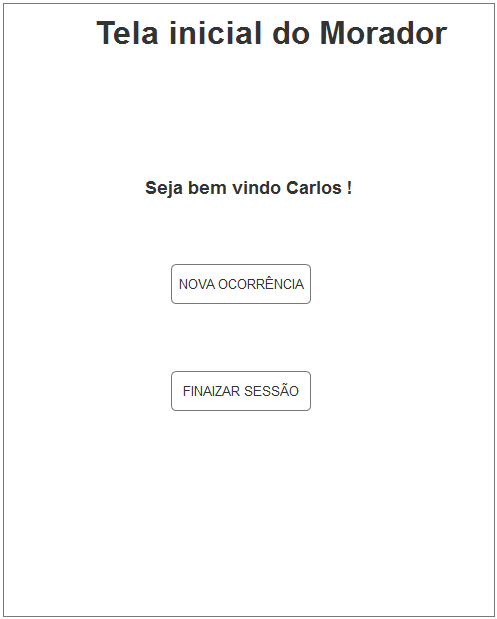 Tela inicial do Morador
Seja bem vindo Carlos !
NOVA OCORRÊNCIA
FINAIZAR SESSÃO